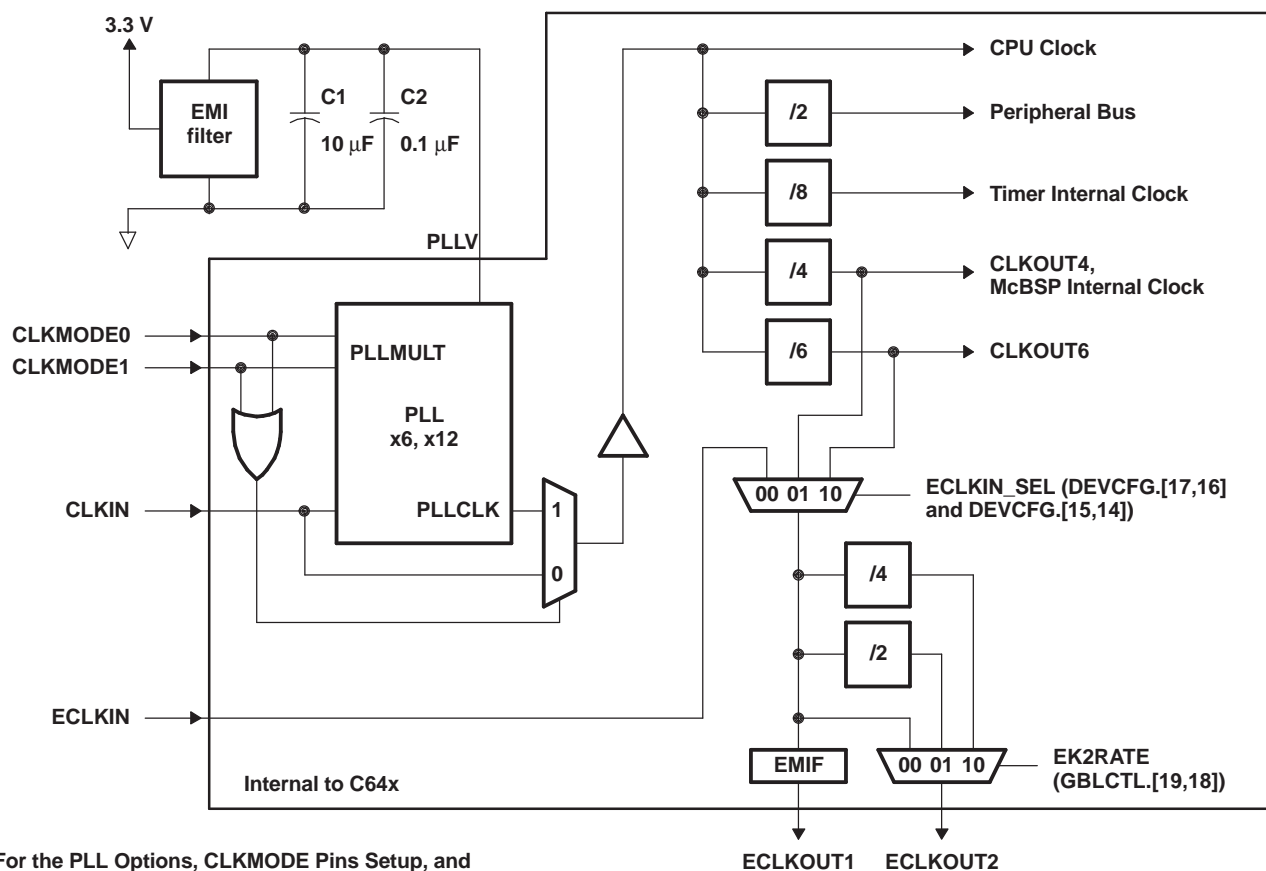 3.3 V
EMI
filter
C1
10 μF
C2
0.1 μF
PLLV
CLKMODE0
CLKMODE1
PLLMULT
PLL
x6, x12
CLKIN
PLLCLK
1
0
ECLKIN
Internal to C64x
CPU Clock
/2
Peripheral Bus
/8
Timer Internal Clock
/4
CLKOUT4,
McBSP Internal Clock
/6
CLKOUT6
00 01 10
ECLKIN_SEL (DEVCFG.[17,16]
and DEVCFG.[15,14])
/4
/2
EMIF
00 01 10
EK2RATE
(GBLCTL.[19,18])
ECLKOUT1
ECLKOUT2
For the PLL Options, CLKMODE Pins Setup, and